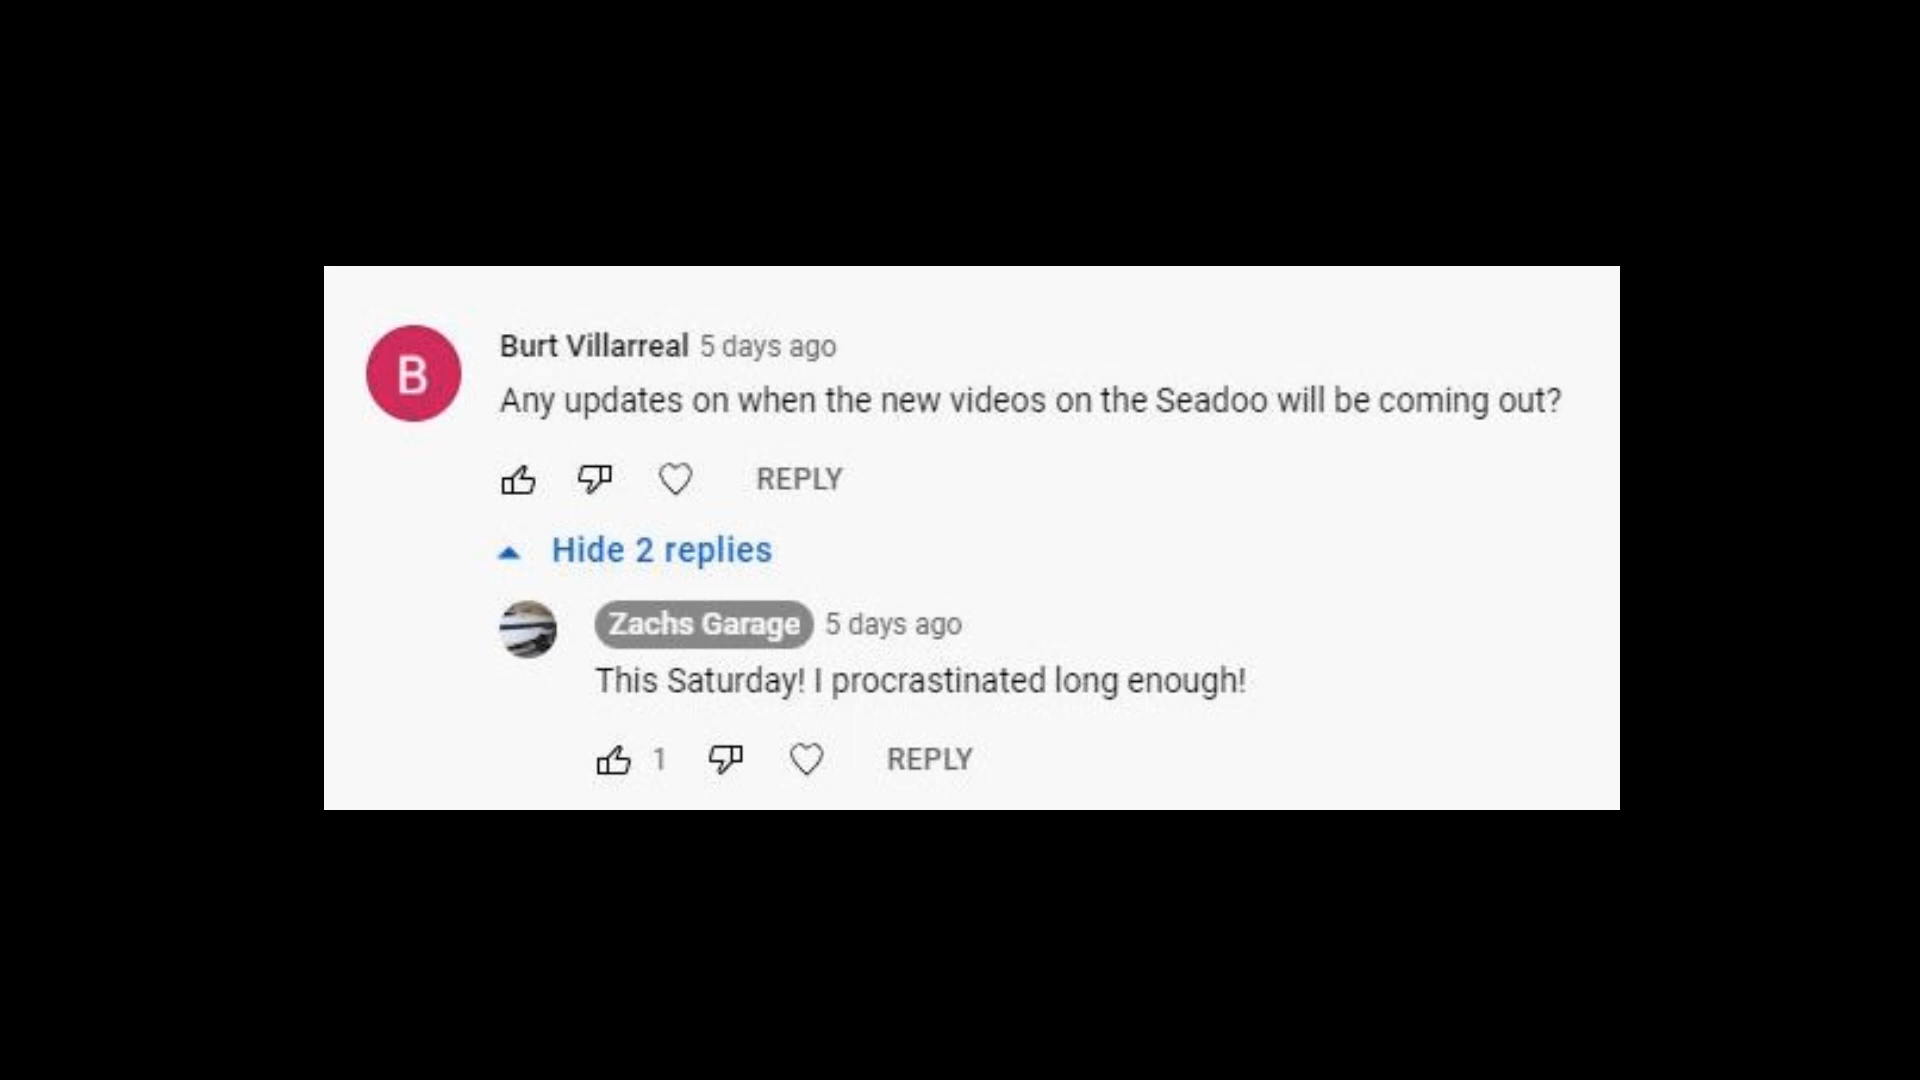 B
Burt Villarreal 5 days ago
Any updates on when the new videos on the Seadoo will be coming out?
REPLY
Hide 2 replies
Zachs Garage 5 days ago
This Saturday! I procrastinated long enough!
1 REPLY